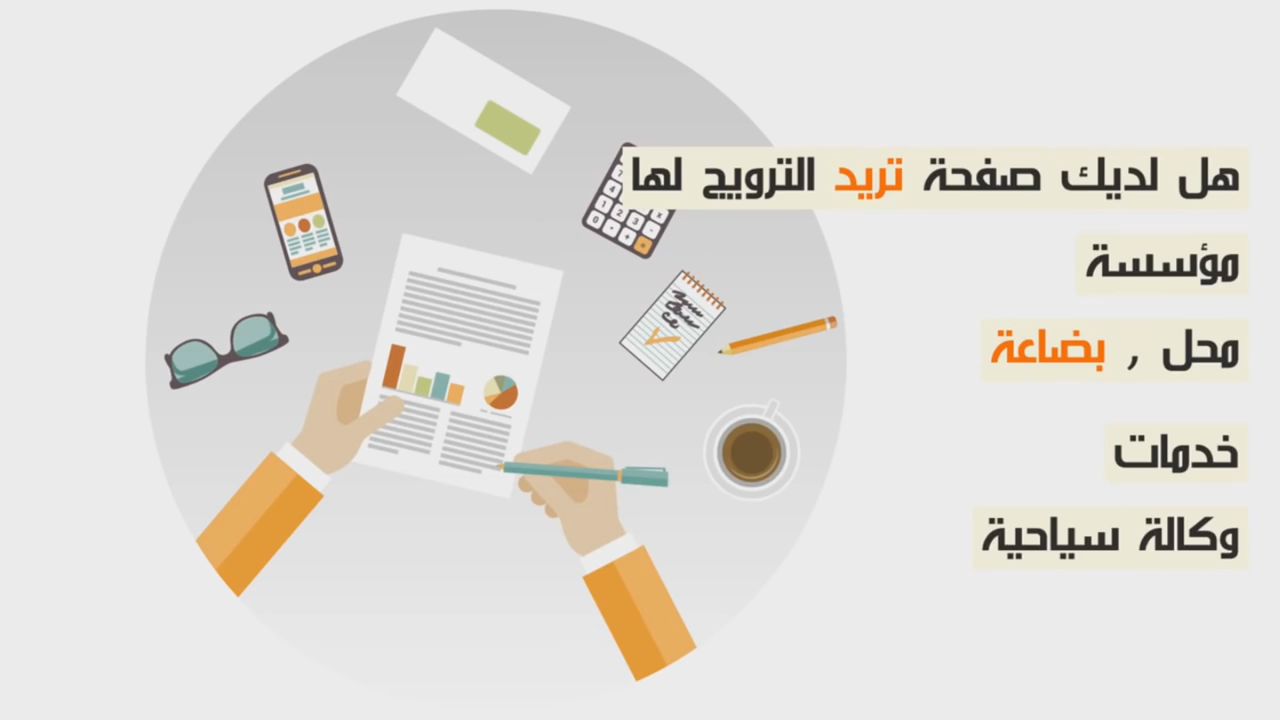 هل لديك صفحة تريد الترويج لها
مؤسسة
محل , بضاعة
خدمات
وكالة سياحية